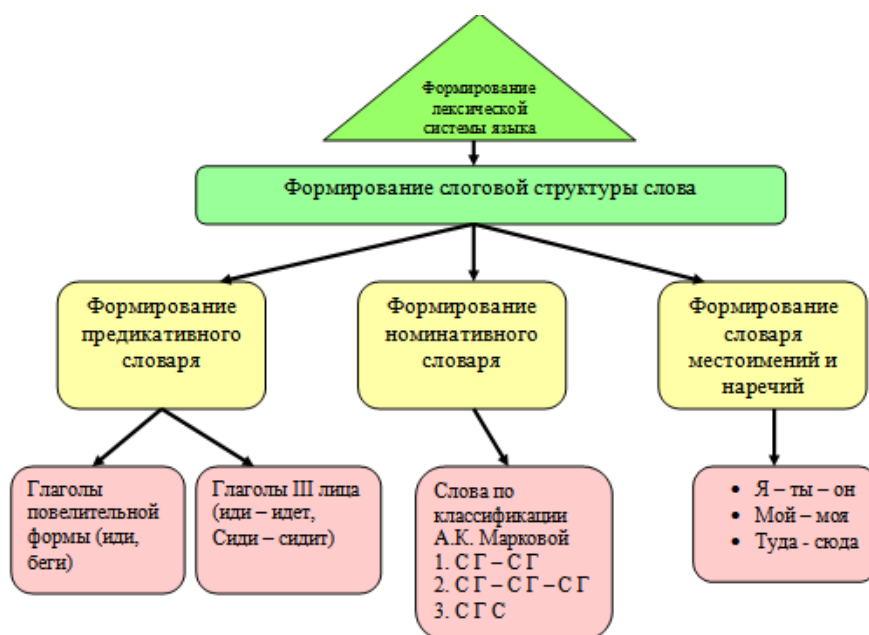 Формирование
лексической
системы языка
Формирование слоговой структуры слова
Формирование
предикативного
словаря
Формирование
номинативного
словаря
Формирование
словаря
местоимений и
наречий
Глаголы
повелительной
формы (иди,
беги)
Глаголы III лица
(иди – идет,
Сиди – сидит)
Слова по
классификации
А.К. Марковой
1. С Г – С Г
2. С Г – С Г – С Г
3. С Г С
• Я – ты – он
• Мой – моя
• Туда - сюда